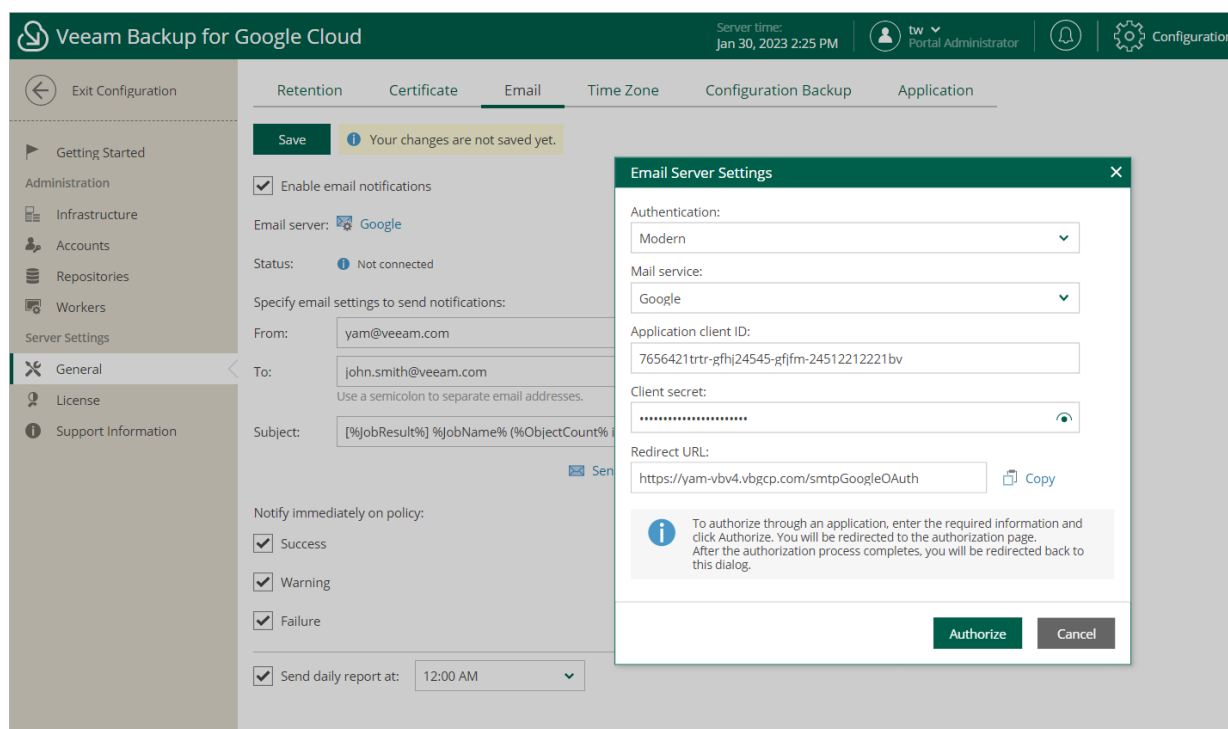 Veeam Backup for Google Cloud
Server time:
Jan 30, 2023 2:25 PM
tw
Portal Administrator
Configuration
Exit Configuration
Getting Started
Administration
Infrastructure
Accounts
Repositories
Workers
Server Settings
General
License
Support Information
Retention Certificate Email Time Zone Configuration Backup Application
Save Your changes are not saved yet.
Enable email notifications
Email server: Google
Status: Not connected
Specify email settings to send notifications:
From: yam@veeam.com
To: john.smith@veeam.com
Use a semicolon to separate email addresses.
Subject: [%JobResult%] %JobName% (%ObjectCount% i
Sen
Notify immediately on policy:
Success
Warning
Failure
Send daily report at: 12:00 AM
Email Server Settings
Authentication:
Modern
Mail service:
Google
Application client ID:
7656421trtr-gfhj24545-gfjfm-24512212221bv
Client secret:
Redirect URL:
https://yam-vbv4.vbgcp.com/smtpGoogleOAuth Copy
To authorize through an application, enter the required information and
click Authorize. You will be redirected to the authorization page.
After the authorization process completes, you will be redirected back to
this dialog.
Authorize Cancel